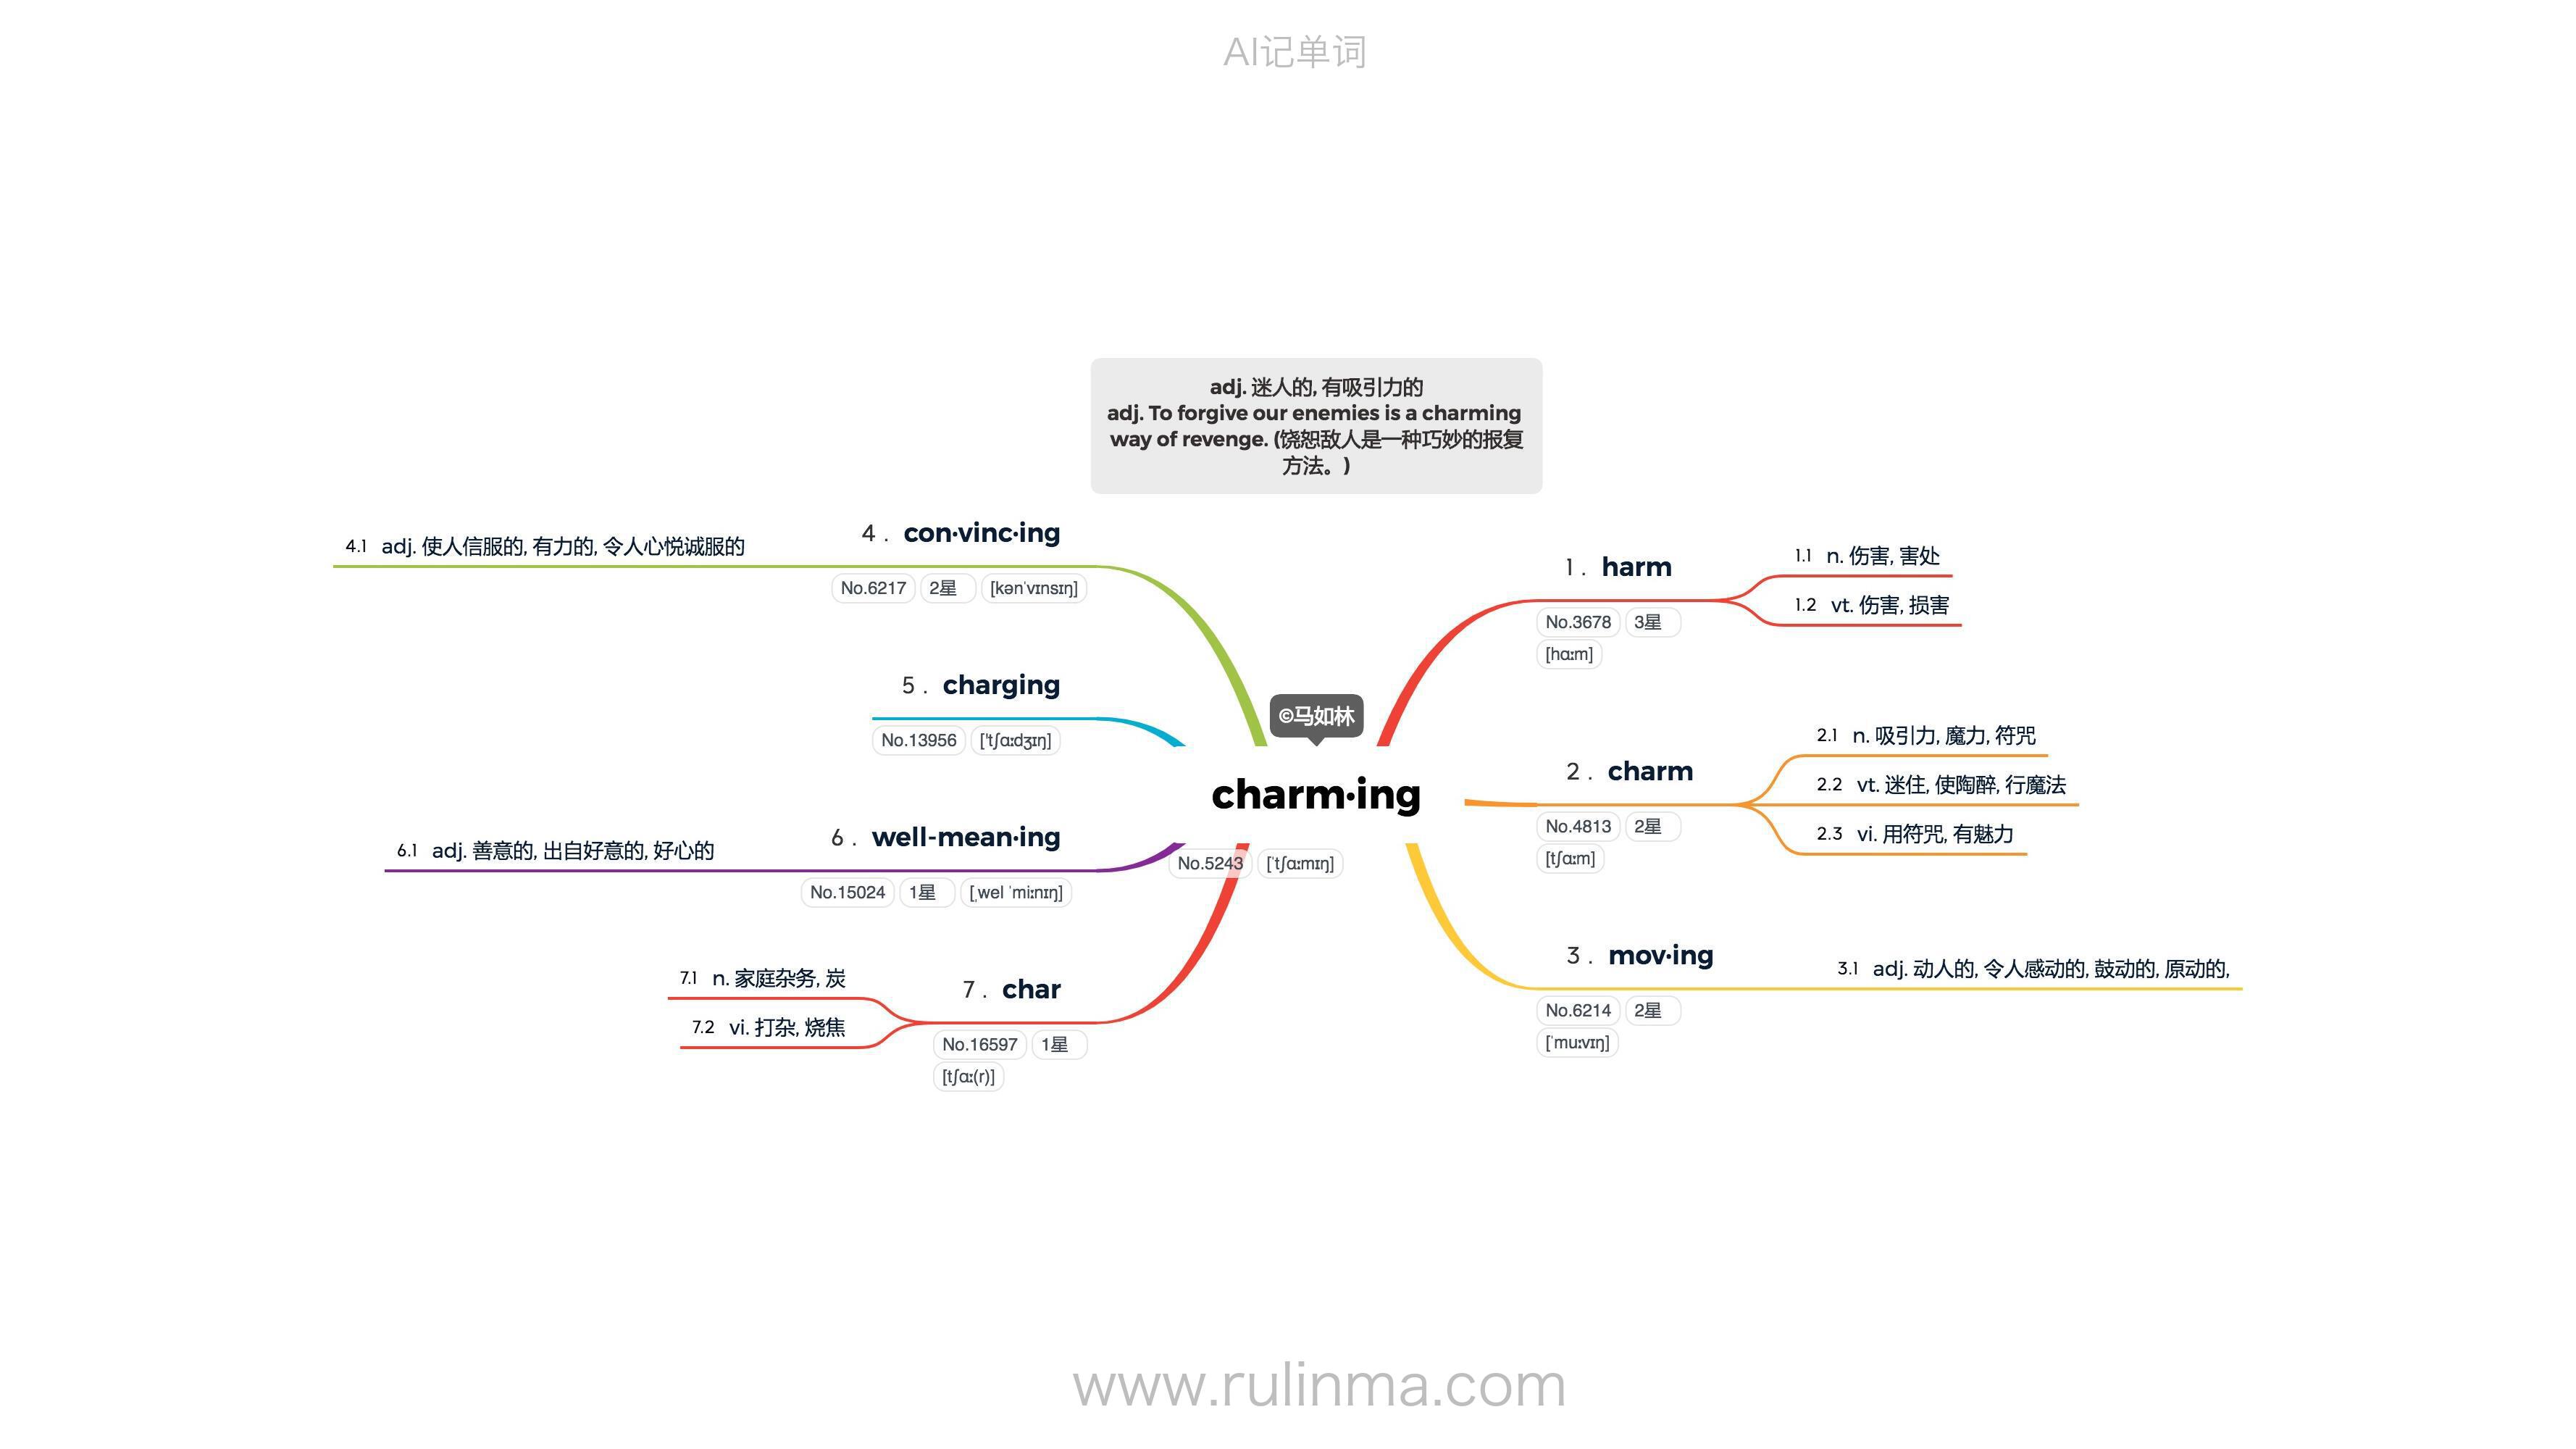 AI记单词
adj. 迷人的, 有吸引力的
adj. To forgive our enemies is a charming
way of revenge. (饶恕敌人是一种巧妙的报复
方法。)
©马如林
charm·ing
No.5243 [ˈtʃɑːmɪŋ]
1. harm
No.3678 3星
[hɑːm]
1.1 n. 伤害, 害处
1.2 vt. 伤害, 损害
2. charm
No.4813 2星
[tʃɑːm]
2.1 n. 吸引力, 魔力, 符咒
2.2 vt. 迷住, 使陶醉, 行魔法
2.3 vi. 用符咒, 有魅力
3. mov·ing
No.6214 2星
[ˈmuːvɪŋ]
3.1 adj. 动人的, 令人感动的, 鼓动的, 原动的,
4. con·vinc·ing
No.6217 2星 [kənˈvɪnsɪŋ]
4.1 adj. 使人信服的, 有力的, 令人心悦诚服的
5. charging
No.13956 ['tʃɑːdʒɪŋ]
6. well-mean·ing
No.15024 1星 [ˌwel ˈmiːnɪŋ]
6.1 adj. 善意的, 出自好意的, 好心的
7. char
No.16597 1星
[tʃɑː(r)]
7.1 n. 家庭杂务, 炭
7.2 vi. 打杂, 烧焦
www.rulinma.com